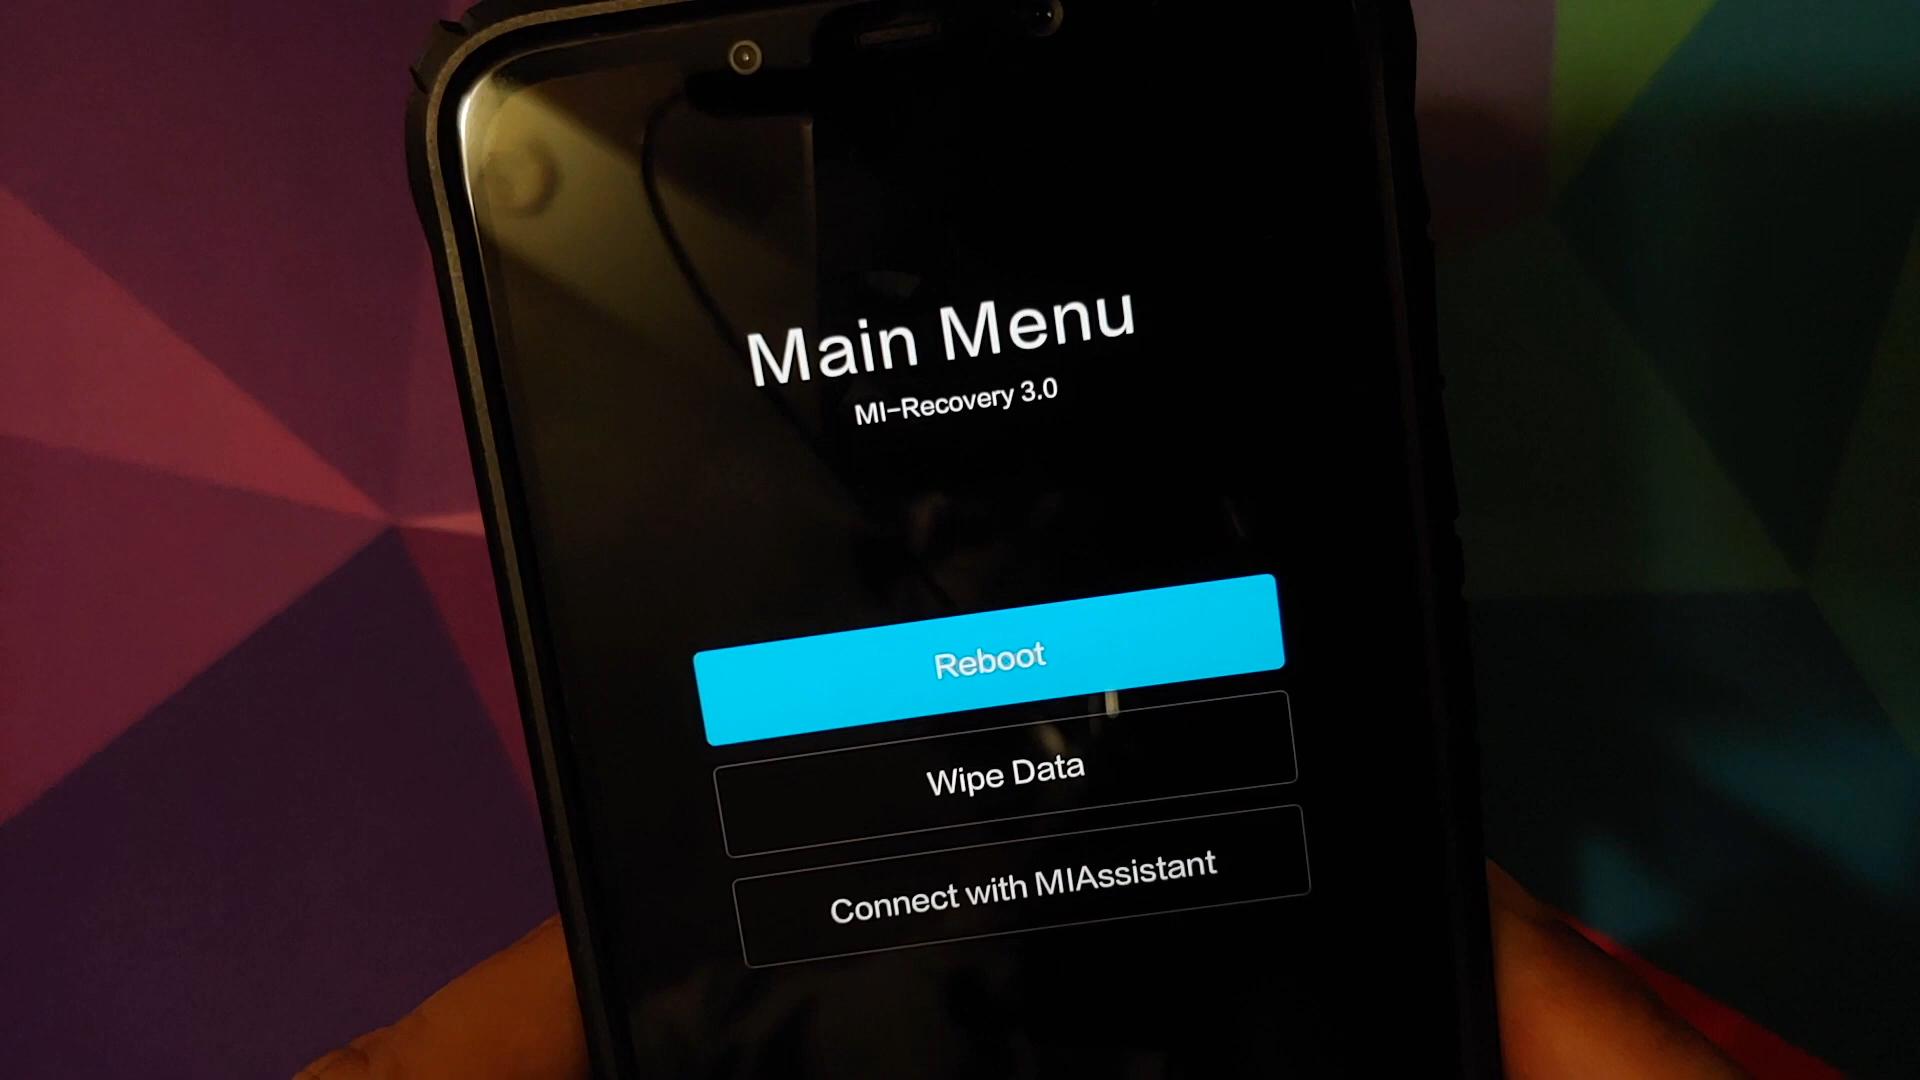 Main Menu
MI-Recovery 3.0
Reboot
Wipe Data
Connect with MIAssistant